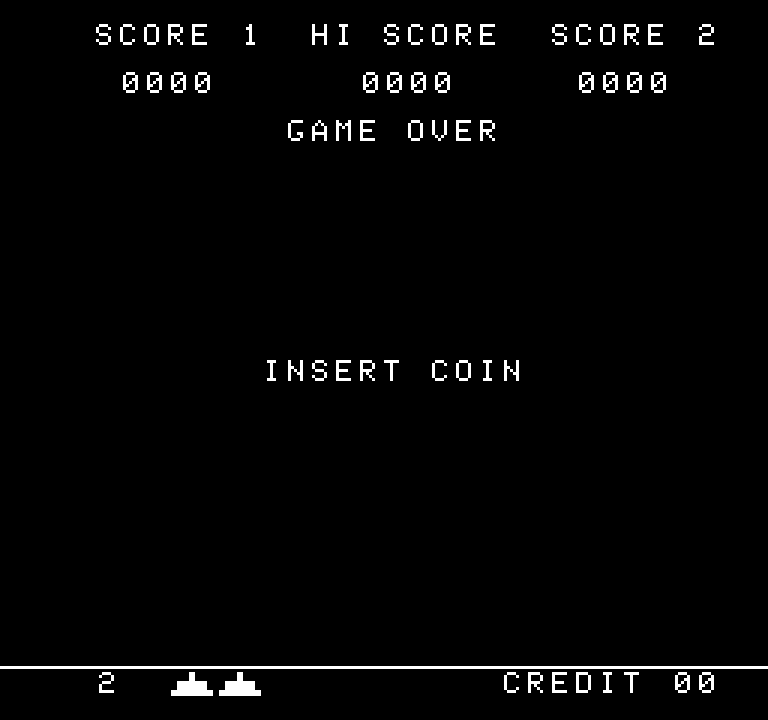 SCORE 1 HI SCORE SCORE 2
0000 0000 0000
GAME OVER
INSERT COIN
2 CREDIT 00